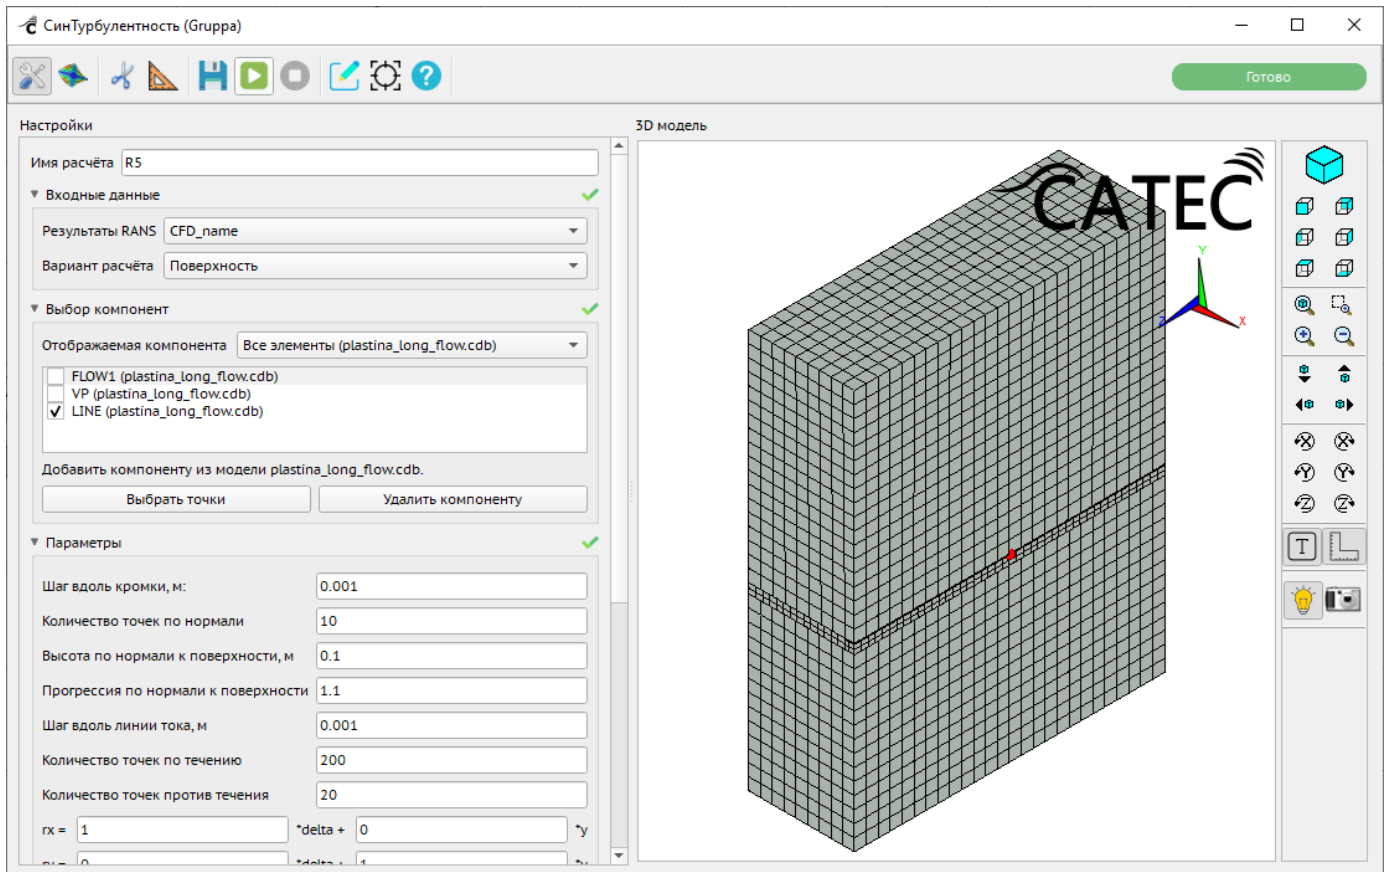 СинТурбулентность (Gruppa)
Готово
Настройки
3D модель
Имя расчёта R5
Входные данные
Результаты RANS CFD_name
Вариант расчёта Поверхность
Выбор компонент
Отображаемая компонента Все элементы (plastina_long_flow.cdb)
FLOW1 (plastina_long_flow.cdb)
VP (plastina_long_flow.cdb)
LINE (plastina_long_flow.cdb)
Добавить компоненту из модели plastina_long_flow.cdb.
Выбрать точки Удалить компоненту
Параметры
Шаг вдоль кромки, м: 0.001
Количество точек по нормали 10
Высота по нормали к поверхности, м 0.1
Прогрессия по нормали к поверхности 1.1
Шаг вдоль линии тока, м 0.001
Количество точек по течению 200
Количество точек против течения 20
rx = 1 *delta + 0 *y
CATEC
Y
Z
X
X X
Y Y
Z Z
T